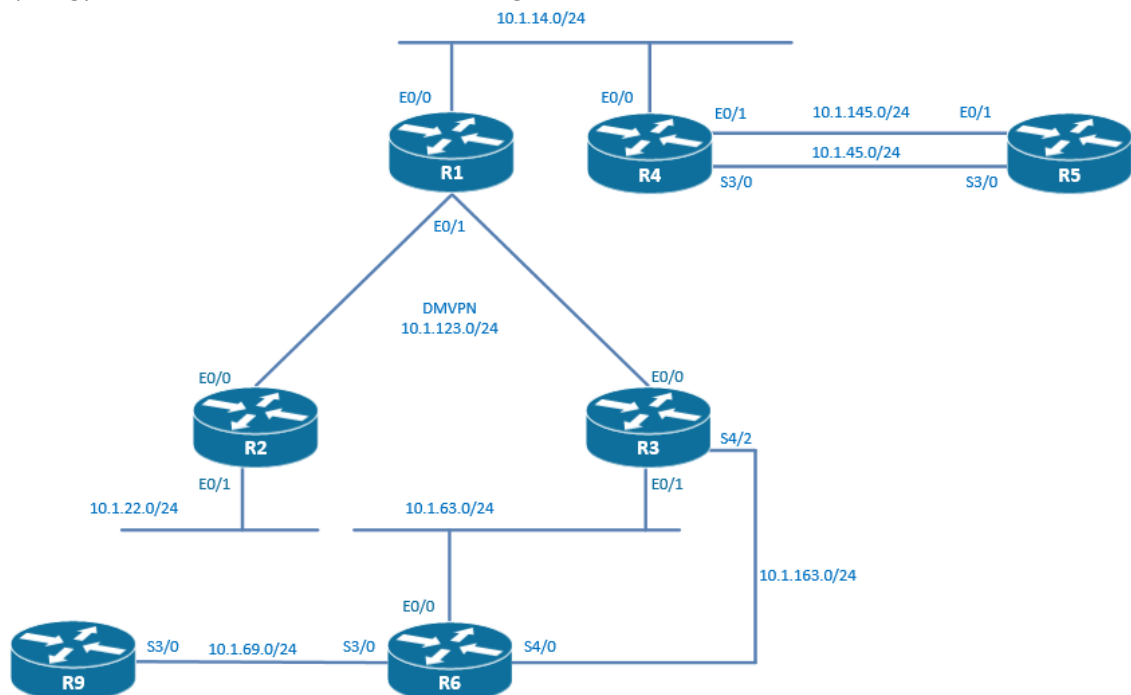 10.1.14.0/24
E0/0
E0/0
E0/1
10.1.145.0/24
E0/1
10.1.45.0/24
R1
R4
R5
S3/0
S3/0
E0/1
DMVPN
10.1.123.0/24
E0/0
E0/0
R2
R3
S4/2
E0/1
E0/1
10.1.22.0/24
10.1.63.0/24
10.1.163.0/24
E0/0
S3/0
10.1.69.0/24
S3/0
S4/0
R9
R6